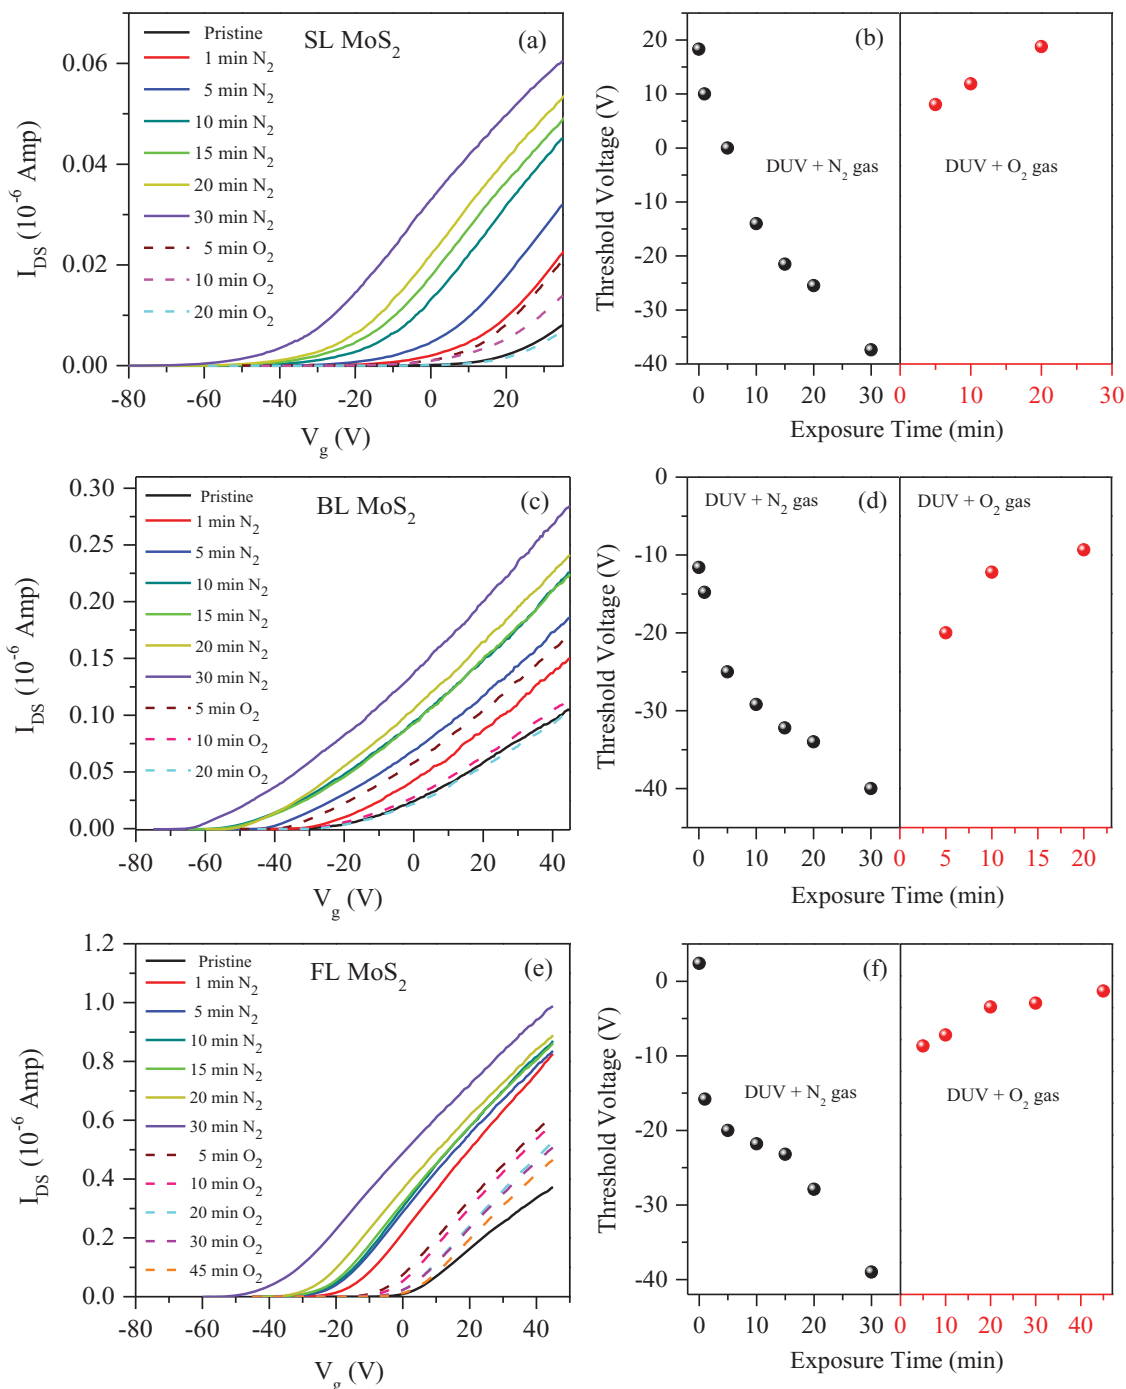 SL MoS2
(a)
Pristine
1 min N2
5 min N2
10 min N2
15 min N2
20 min N2
30 min N2
5 min O2
10 min O2
20 min O2
0.06
0.04
0.02
0.00
IDS (10-6 Amp)
-80 -60 -40 -20 0 20
Vg (V)
(b)
20
10
0
-10
-20
-30
-40
Threshold Voltage (V)
DUV + N2 gas
DUV + O2 gas
0 10 20 30 0 10 20 30
Exposure Time (min)
BL MoS2
(c)
Pristine
1 min N2
5 min N2
10 min N2
15 min N2
20 min N2
30 min N2
5 min O2
10 min O2
20 min O2
0.30
0.25
0.20
0.15
0.10
0.05
0.00
IDS (10-6 Amp)
-80 -60 -40 -20 0 20 40
Vg (V)
DUV + N2 gas
(d)
DUV + O2 gas
0
-10
-20
-30
-40
Threshold Voltage (V)
0 10 20 30 0 5 10 15 20
Exposure Time (min)
FL MoS2
(e)
Pristine
1 min N2
5 min N2
10 min N2
15 min N2
20 min N2
30 min N2
5 min O2
10 min O2
20 min O2
30 min O2
45 min O2
1.2
1.0
0.8
0.6
0.4
0.2
0.0
IDS (10-6 Amp)
-80 -60 -40 -20 0 20 40
Vg (V)
(f)
0
-10
-20
-30
-40
Threshold Voltage (V)
DUV + N2 gas
DUV + O2 gas
0 10 20 30 0 10 20 30 40
Exposure Time (min)